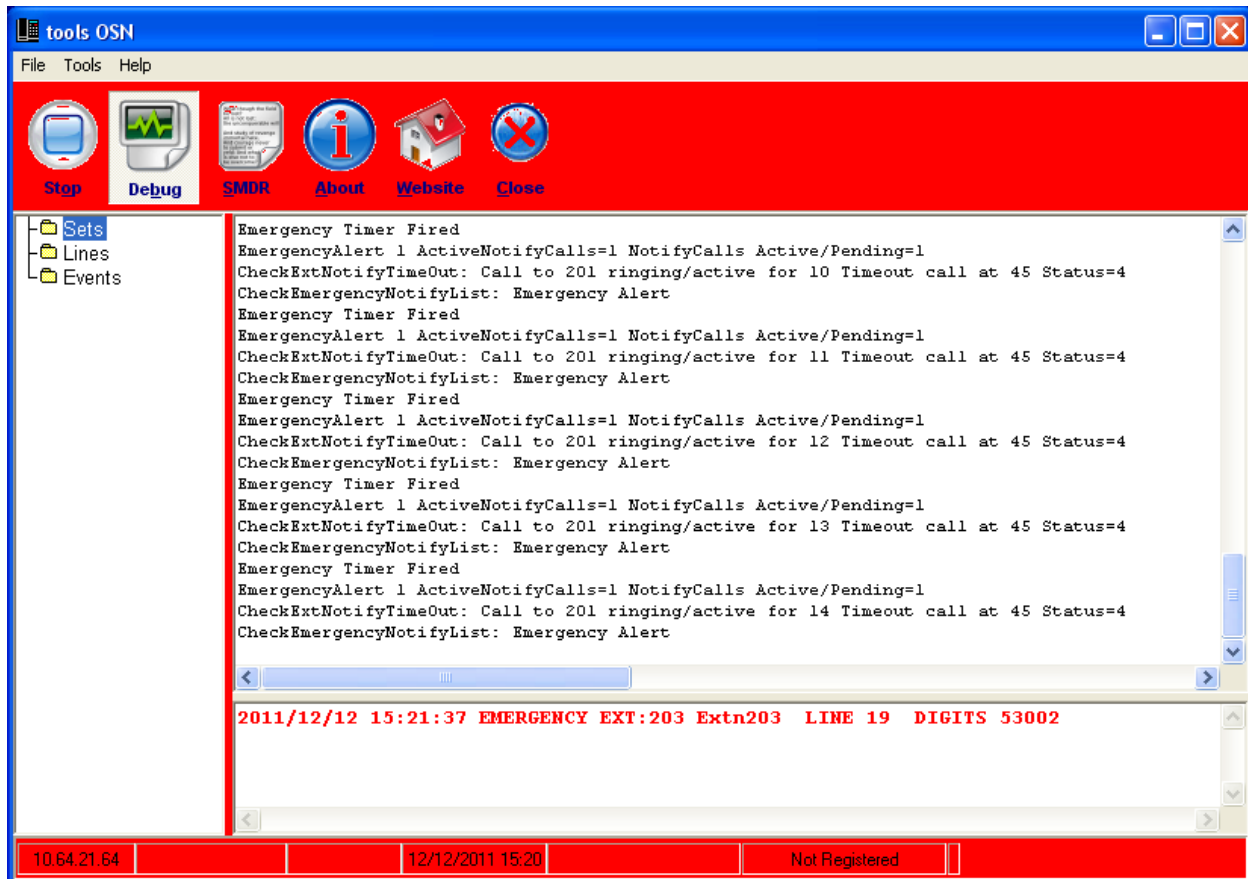 tools OSN
File Tools Help
Stop Debug SMDR About Website Close
Sets
Lines
Events
Emergency Timer Fired
EmergencyAlert 1 ActiveNotifyCalls=1 NotifyCalls Active/Pending=1
CheckExtNotifyTimeOut: Call to 201 ringing/active for 10 Timeout call at 45 Status=4
CheckEmergencyNotifyList: Emergency Alert
Emergency Timer Fired
EmergencyAlert 1 ActiveNotifyCalls=1 NotifyCalls Active/Pending=1
CheckExtNotifyTimeOut: Call to 201 ringing/active for 11 Timeout call at 45 Status=4
CheckEmergencyNotifyList: Emergency Alert
Emergency Timer Fired
EmergencyAlert 1 ActiveNotifyCalls=1 NotifyCalls Active/Pending=1
CheckExtNotifyTimeOut: Call to 201 ringing/active for 12 Timeout call at 45 Status=4
CheckEmergencyNotifyList: Emergency Alert
Emergency Timer Fired
EmergencyAlert 1 ActiveNotifyCalls=1 NotifyCalls Active/Pending=1
CheckExtNotifyTimeOut: Call to 201 ringing/active for 13 Timeout call at 45 Status=4
CheckEmergencyNotifyList: Emergency Alert
Emergency Timer Fired
EmergencyAlert 1 ActiveNotifyCalls=1 NotifyCalls Active/Pending=1
CheckExtNotifyTimeOut: Call to 201 ringing/active for 14 Timeout call at 45 Status=4
CheckEmergencyNotifyList: Emergency Alert
2011/12/12 15:21:37 EMERGENCY EXT:203 Extn203 LINE 19 DIGITS 53002
10.64.21.64 12/12/2011 15:20 Not Registered